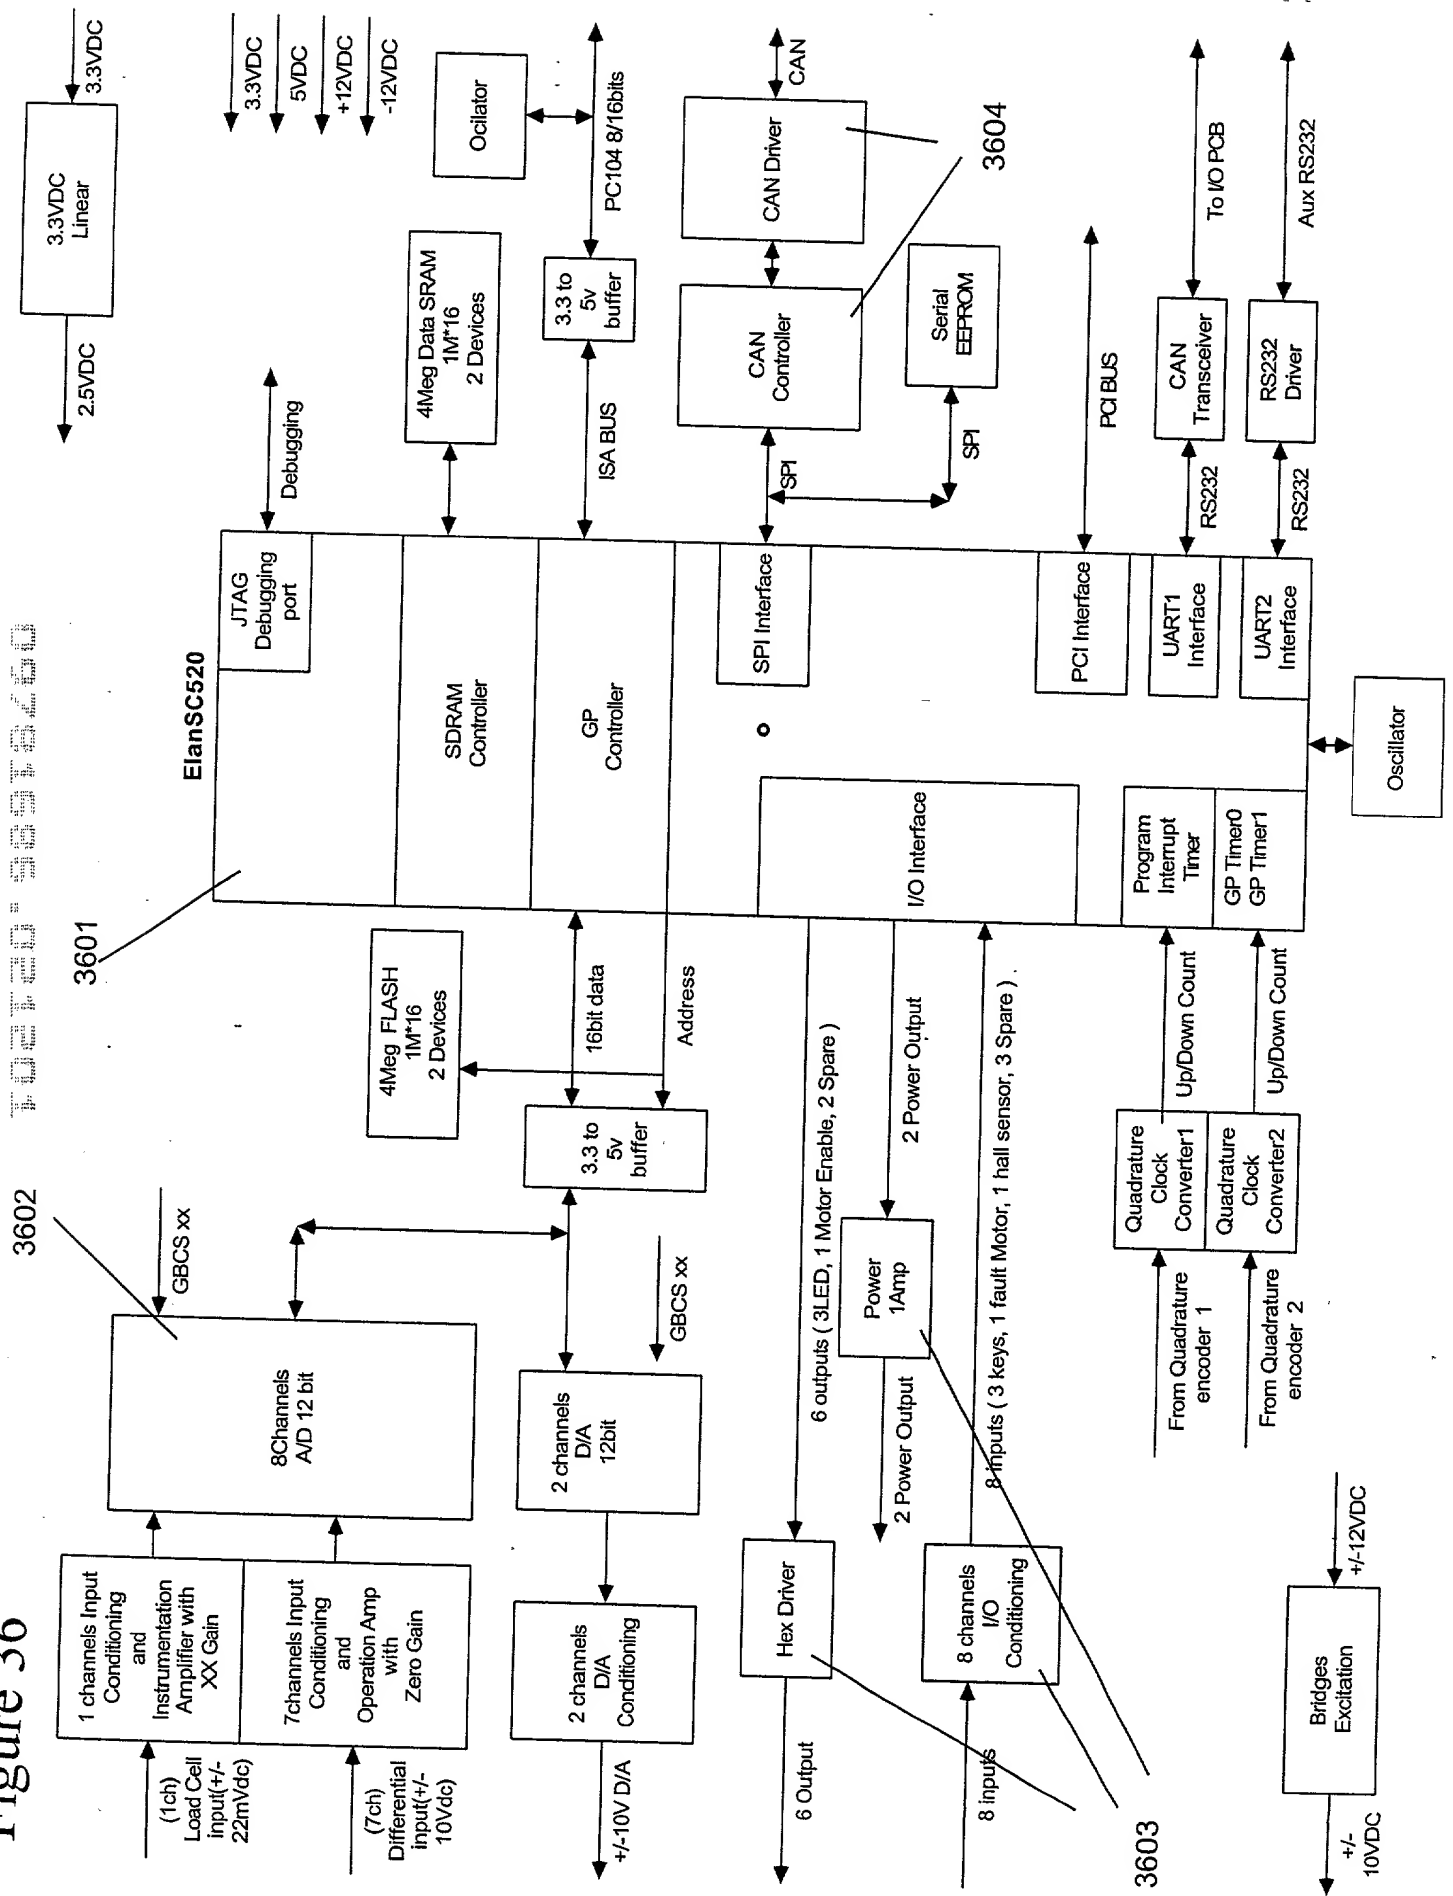 Figure 36
3602
3601
ElanSC520
2.5VDC
3.3VDC
Linear
3.3VDC
3.3VDC
5VDC
+12VDC
-12VDC
(1ch)
Load Cell
input(+/-
22mVdc)
1 channels Input
Conditioning
and
Instrumentation
Amplifier with
XX Gain
(7ch)
Differential
input(+/-
10Vdc)
7channels Input
Conditioning
and
Operation Amp
with
Zero Gain
8Channels
A/D 12 bit
GBCS xx
4Meg FLASH
1M*16
2 Devices
JTAG
Debugging
port
Debugging
SDRAM
Controller
4Meg Data SRAM
1M*16
2 Devices
Ocilator
+/-10V D/A
2 channels
D/A
Conditioning
2 channels
D/A
12bit
GBCS xx
3.3 to
5v
buffer
16bit data
Address
GP
Controller
ISA BUS
3.3 to
5v
buffer
PC104 8/16bits
6 Output
Hex Driver
6 outputs ( 3LED, 1 Motor Enable, 2 Spare )
I/O Interface
SPI Interface
SPI
CAN
Controller
CAN Driver
CAN
3604
SPI
Serial
EEPROM
2 Power Output
Power
1Amp
2 Power Output
8 inputs
8 channels
I/O
Conditioning
8 inputs ( 3 keys, 1 fault Motor, 1 hall sensor, 3 Spare )
PCI Interface
PCI BUS
3603
From Quadrature
encoder 1
Quadrature
Clock
Converter1
Up/Down Count
Program
Interrupt
Timer
UART1
Interface
RS232
CAN
Transceiver
To I/O PCB
From Quadrature
encoder 2
Quadrature
Clock
Converter2
Up/Down Count
GP Timer0
GP Timer1
UART2
Interface
RS232
RS232
Driver
Aux RS232
+/-
10VDC
Bridges
Excitation
+/-12VDC
Oscillator